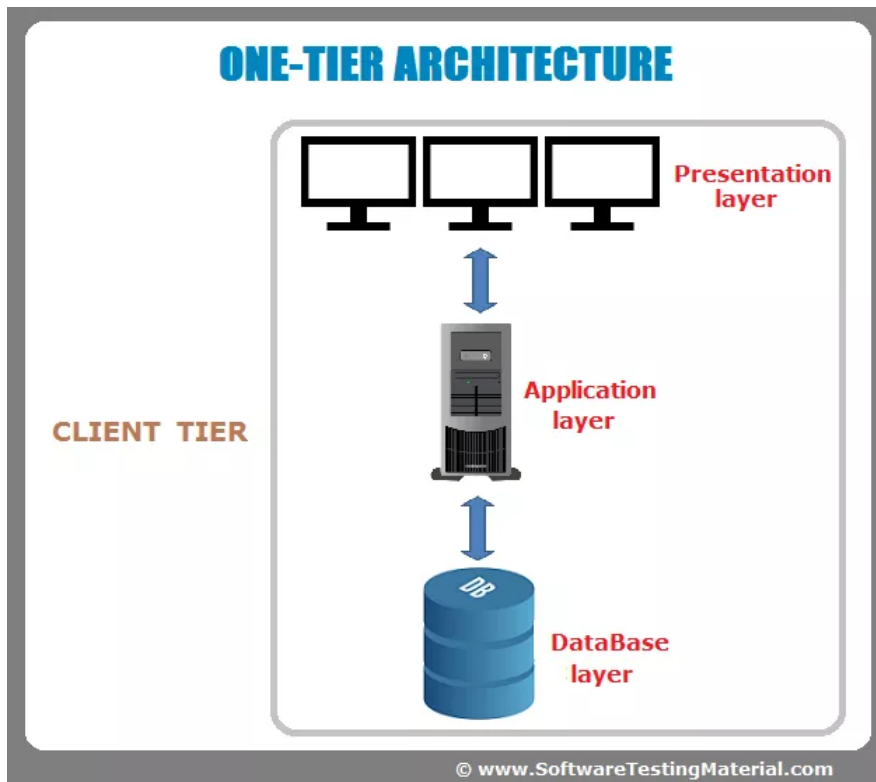 ONE-TIER ARCHITECTURE
Presentation
layer
Application
layer
CLIENT TIER
DB
DataBase
layer
© www.SoftwareTestingMaterial.com